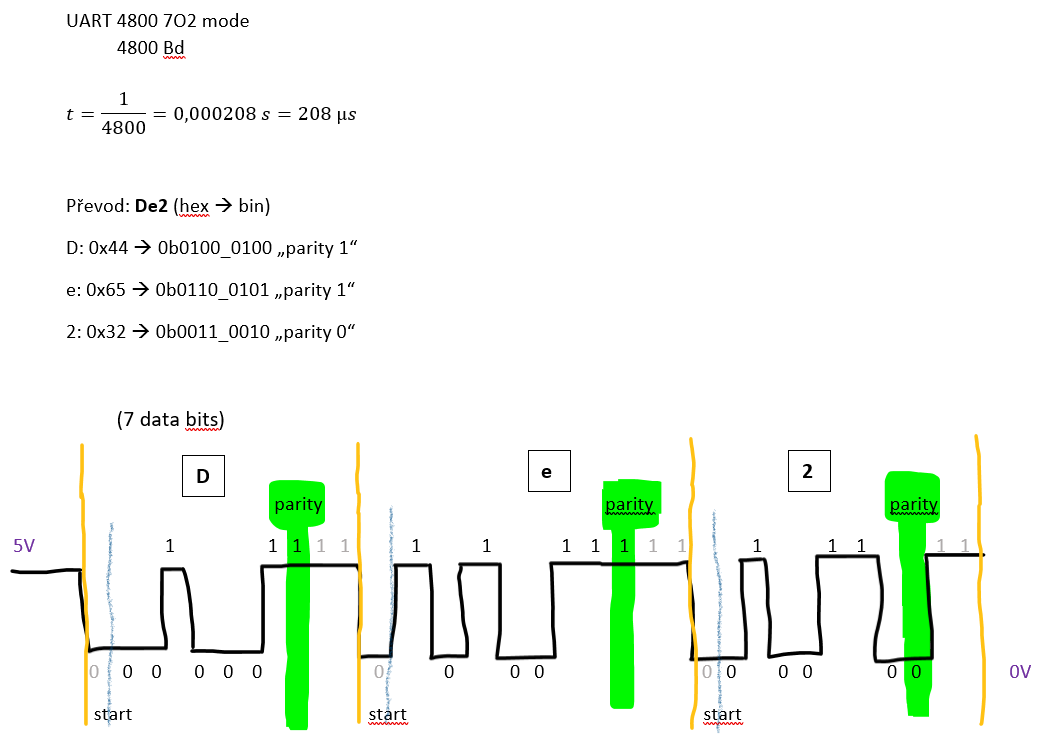 UART 4800 7O2 mode
4800 Bd
t = 1/4800 = 0,000208 s = 208 µs
Převod: De2 (hex → bin)
D: 0x44 → 0b0100_0100 „parity 1“
e: 0x65 → 0b0110_0101 „parity 1“
2: 0x32 → 0b0011_0010 „parity 0“
(7 data bits)
D e 2
parity parity parity
5V 1 1 1 1 1 1 1 1 1 1 1 1 1 1 1 1 1 1
0 0 0 0 0 0 0 0 0 0 0 0 0 0 0 0 0V
start start start